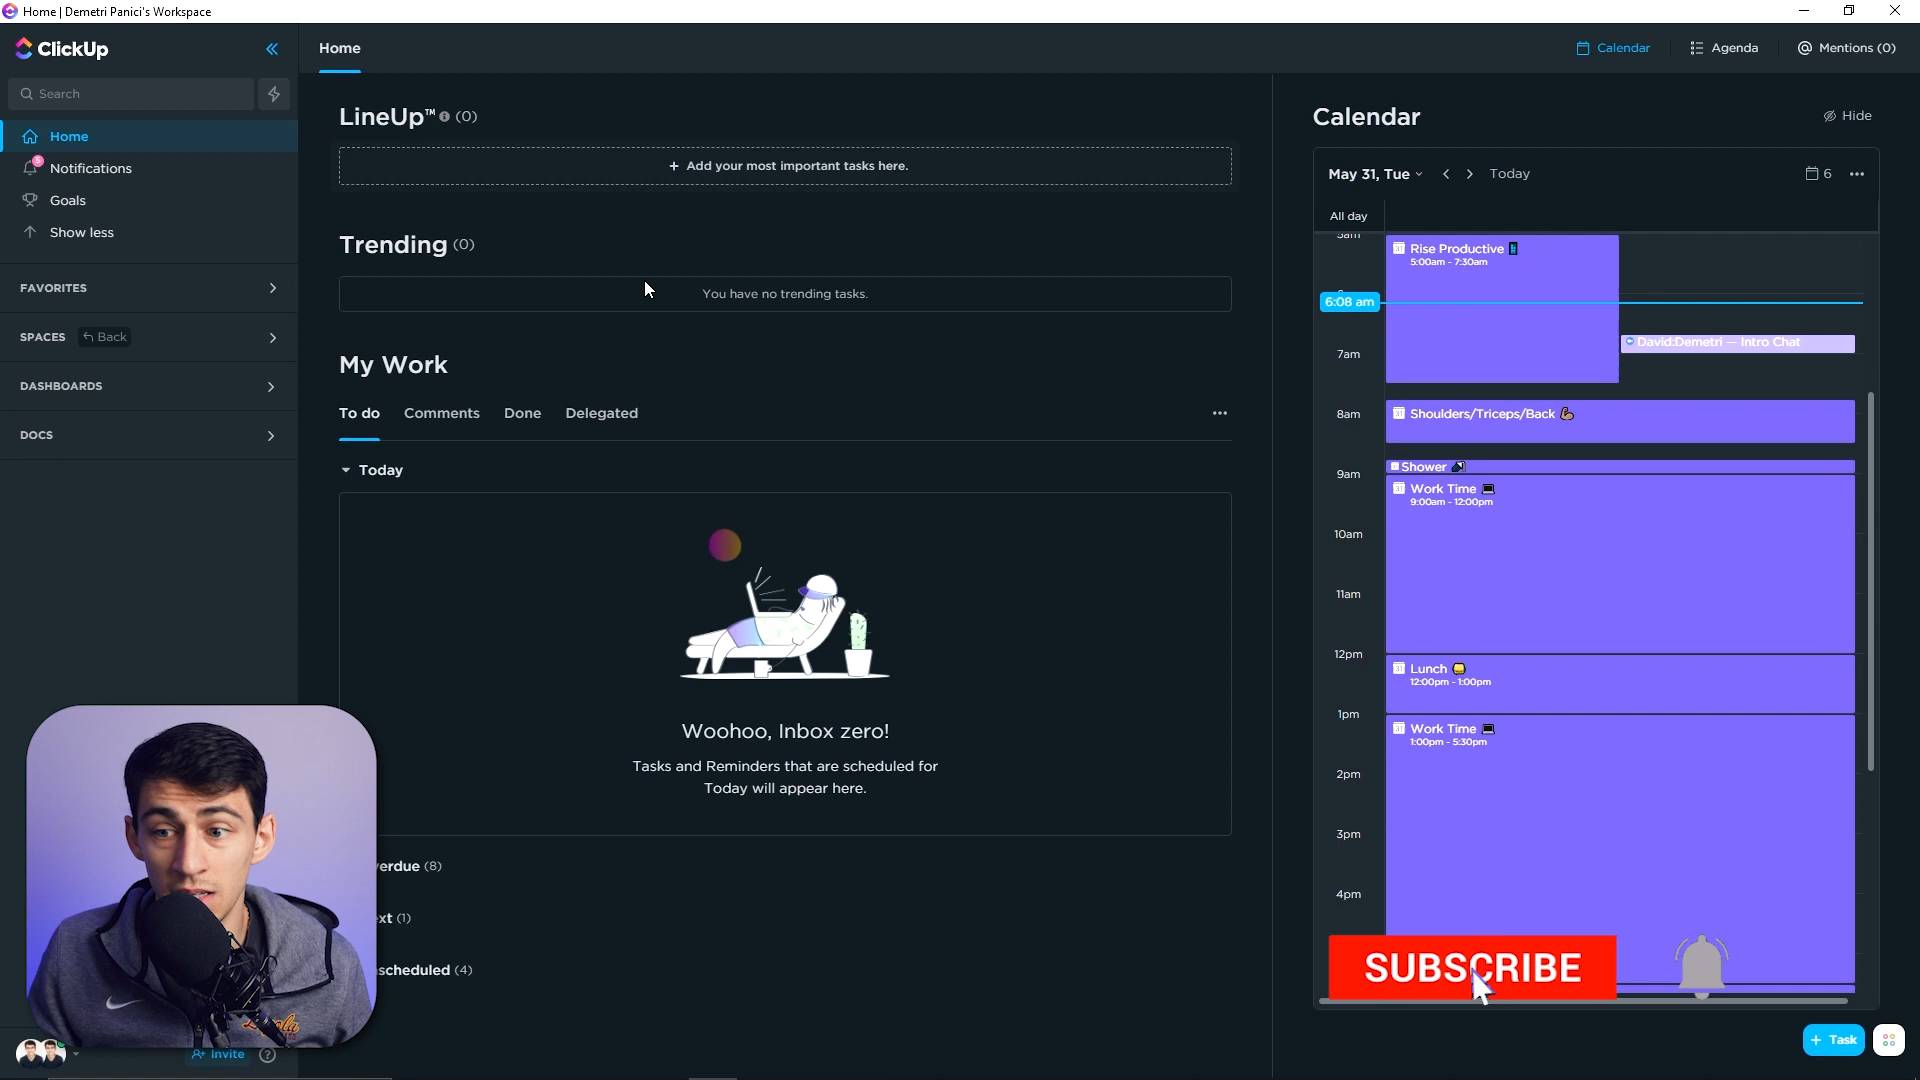 Home | Demetri Panici's Workspace
ClickUp
Search
Home
5
Notifications
Goals
Show less
FAVORITES
SPACES
Back
DASHBOARDS
DOCS
Invite
?
Home
Calendar
Agenda
@ Mentions (0)
LineUp™ (0)
+ Add your most important tasks here.
Trending (0)
You have no trending tasks.
My Work
To do
Comments
Done
Delegated
Today
Woohoo, Inbox zero!
Tasks and Reminders that are scheduled for
Today will appear here.
verdue (8)
ext (1)
scheduled (4)
Calendar
Hide
May 31, Tue
Today
6
All day
5am
Rise Productive
5:00am - 7:30am
6:08 am
David:Demetri — Intro Chat
7am
8am
Shoulders/Triceps/Back
Shower
9am
Work Time
9:00am - 12:00pm
10am
11am
12pm
Lunch
12:00pm - 1:00pm
1pm
Work Time
1:00pm - 5:30pm
2pm
3pm
4pm
SUBSCRIBE
+ Task